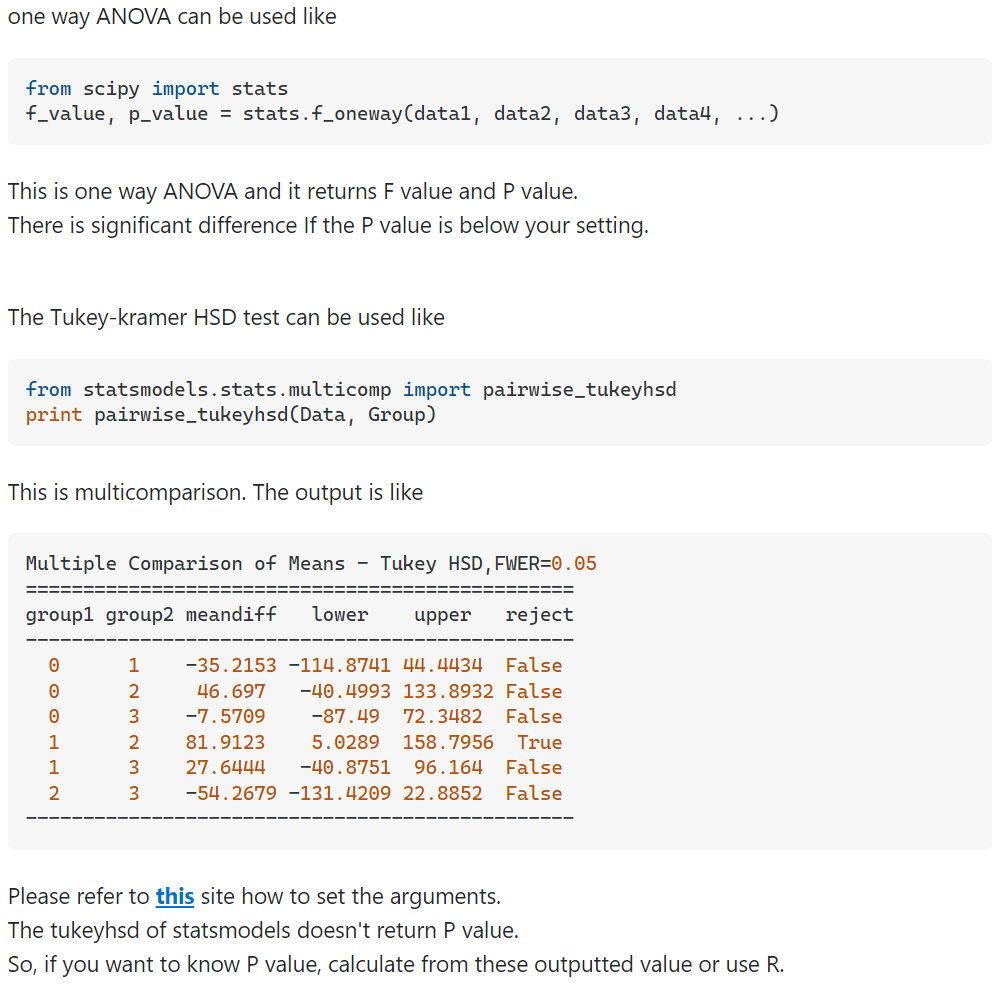 one way ANOVA can be used like
from scipy import stats
f_value, p_value = stats.f_oneway(data1, data2, data3, data4, ...)
This is one way ANOVA and it returns F value and P value.
There is significant difference If the P value is below your setting.
The Tukey-kramer HSD test can be used like
from statsmodels.stats.multicomp import pairwise_tukeyhsd
print pairwise_tukeyhsd(Data, Group)
This is multicomparison. The output is like
Multiple Comparison of Means - Tukey HSD,FWER=0.05
================================================
group1 group2 meandiff   lower    upper   reject
------------------------------------------------
  0      1    -35.2153 -114.8741 44.4434  False
  0      2     46.697   -40.4993 133.8932 False
  0      3    -7.5709    -87.49  72.3482  False
  1      2    81.9123    5.0289  158.7956  True
  1      3    27.6444   -40.8751  96.164  False
  2      3    -54.2679 -131.4209 22.8852  False
------------------------------------------------
Please refer to this site how to set the arguments.
The tukeyhsd of statsmodels doesn't return P value.
So, if you want to know P value, calculate from these outputted value or use R.